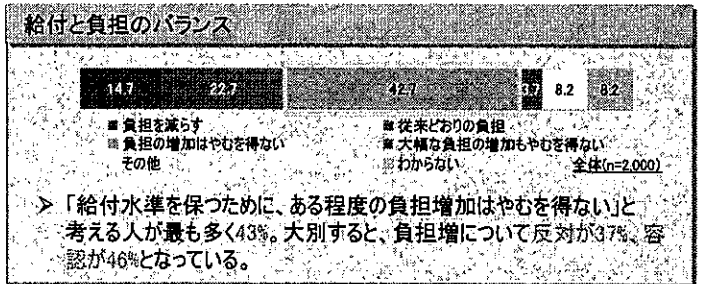 給付と負担のバランス
14.7 22.7 42.7 3.7 8.2 8.2
■ 負担を減らす ■ 従来どおりの負担
■ 負担の増加はやむを得ない ■ 大幅な負担の増加もやむを得ない
その他 わからない 全体(n=2,000)
➢ 「給付水準を保つために、ある程度の負担増加はやむを得ない」と
考える人が最も多く43%。大別すると、負担増について反対が37%、容
認が46%となっている。